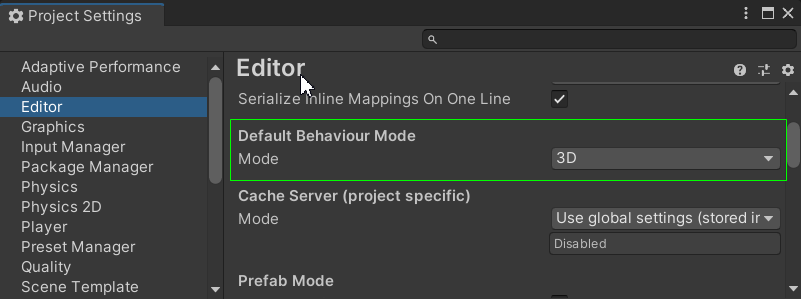 Project Settings
Adaptive Performance
Audio
Editor
Graphics
Input Manager
Package Manager
Physics
Physics 2D
Player
Preset Manager
Quality
Scene Template
Editor
Serialize Inline Mappings On One Line
Default Behaviour Mode
Mode 3D
Cache Server (project specific)
Mode Use global settings (stored ir
Disabled
Prefab Mode